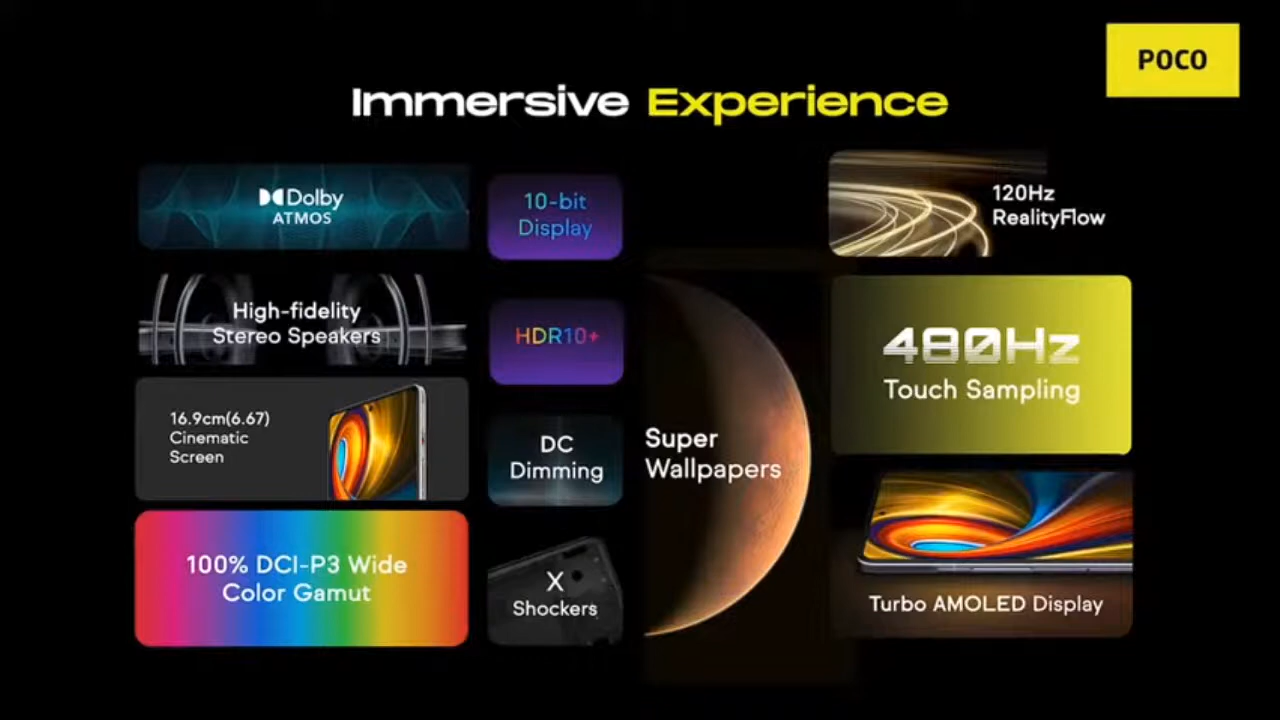 POCO
Immersive Experience
Dolby
ATMOS
High-fidelity
Stereo Speakers
16.9cm(6.67)
Cinematic
Screen
100% DCI-P3 Wide
Color Gamut
10-bit
Display
HDR10+
DC
Dimming
X
Shockers
Super
Wallpapers
120Hz
RealityFlow
480Hz
Touch Sampling
Turbo AMOLED Display